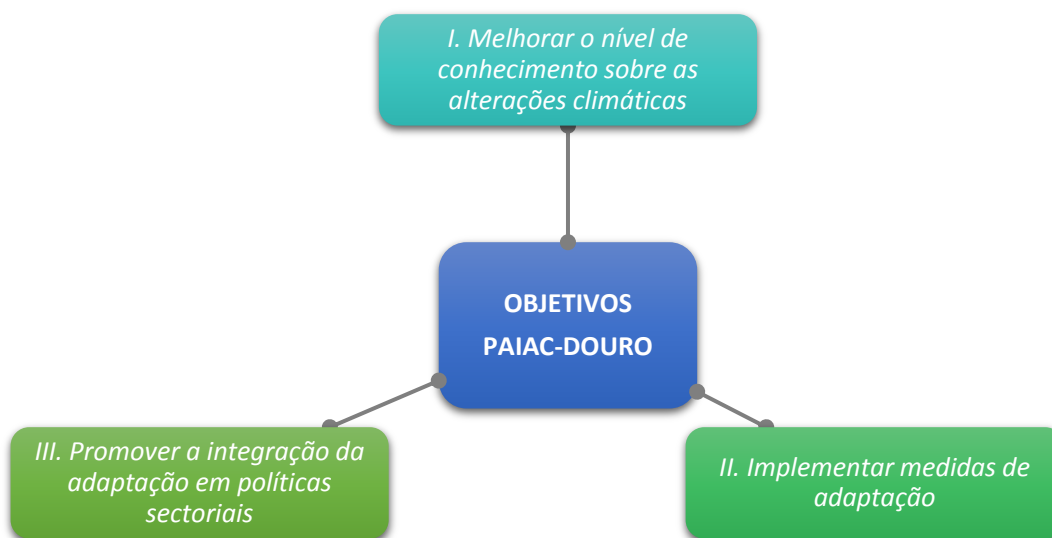 I. Melhorar o nível de
conhecimento sobre as
alterações climáticas
OBJETIVOS
PAIAC-DOURO
III. Promover a integração da
adaptação em políticas
sectoriais
II. Implementar medidas de
adaptação